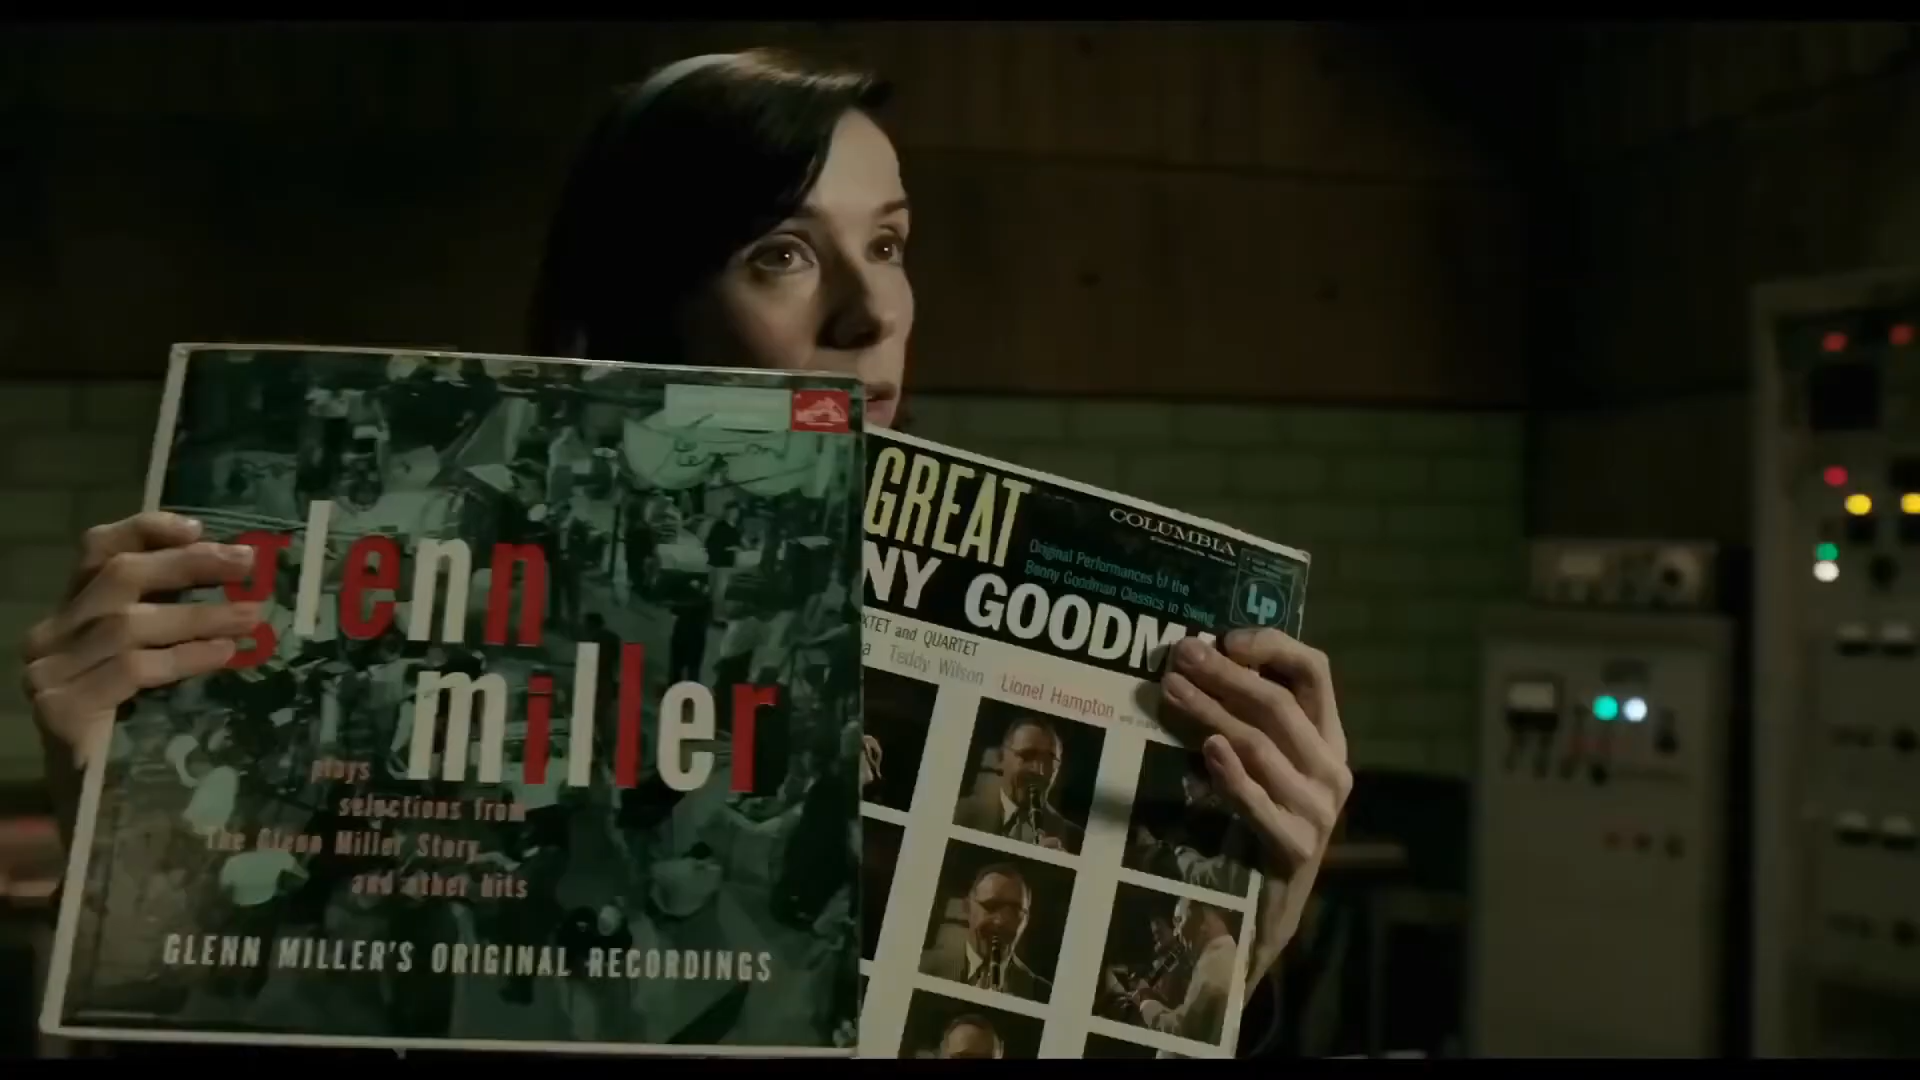 glenn
miller
plays
selections from
The Glenn Miller Story
and other hits
GLENN MILLER'S ORIGINAL RECORDINGS
GREAT
NY GOODM
COLUMBIA
Original Performances of the
Benny Goodman Classics in Swing
Lp
and QUARTET
Teddy Wilson Lionel Hampton